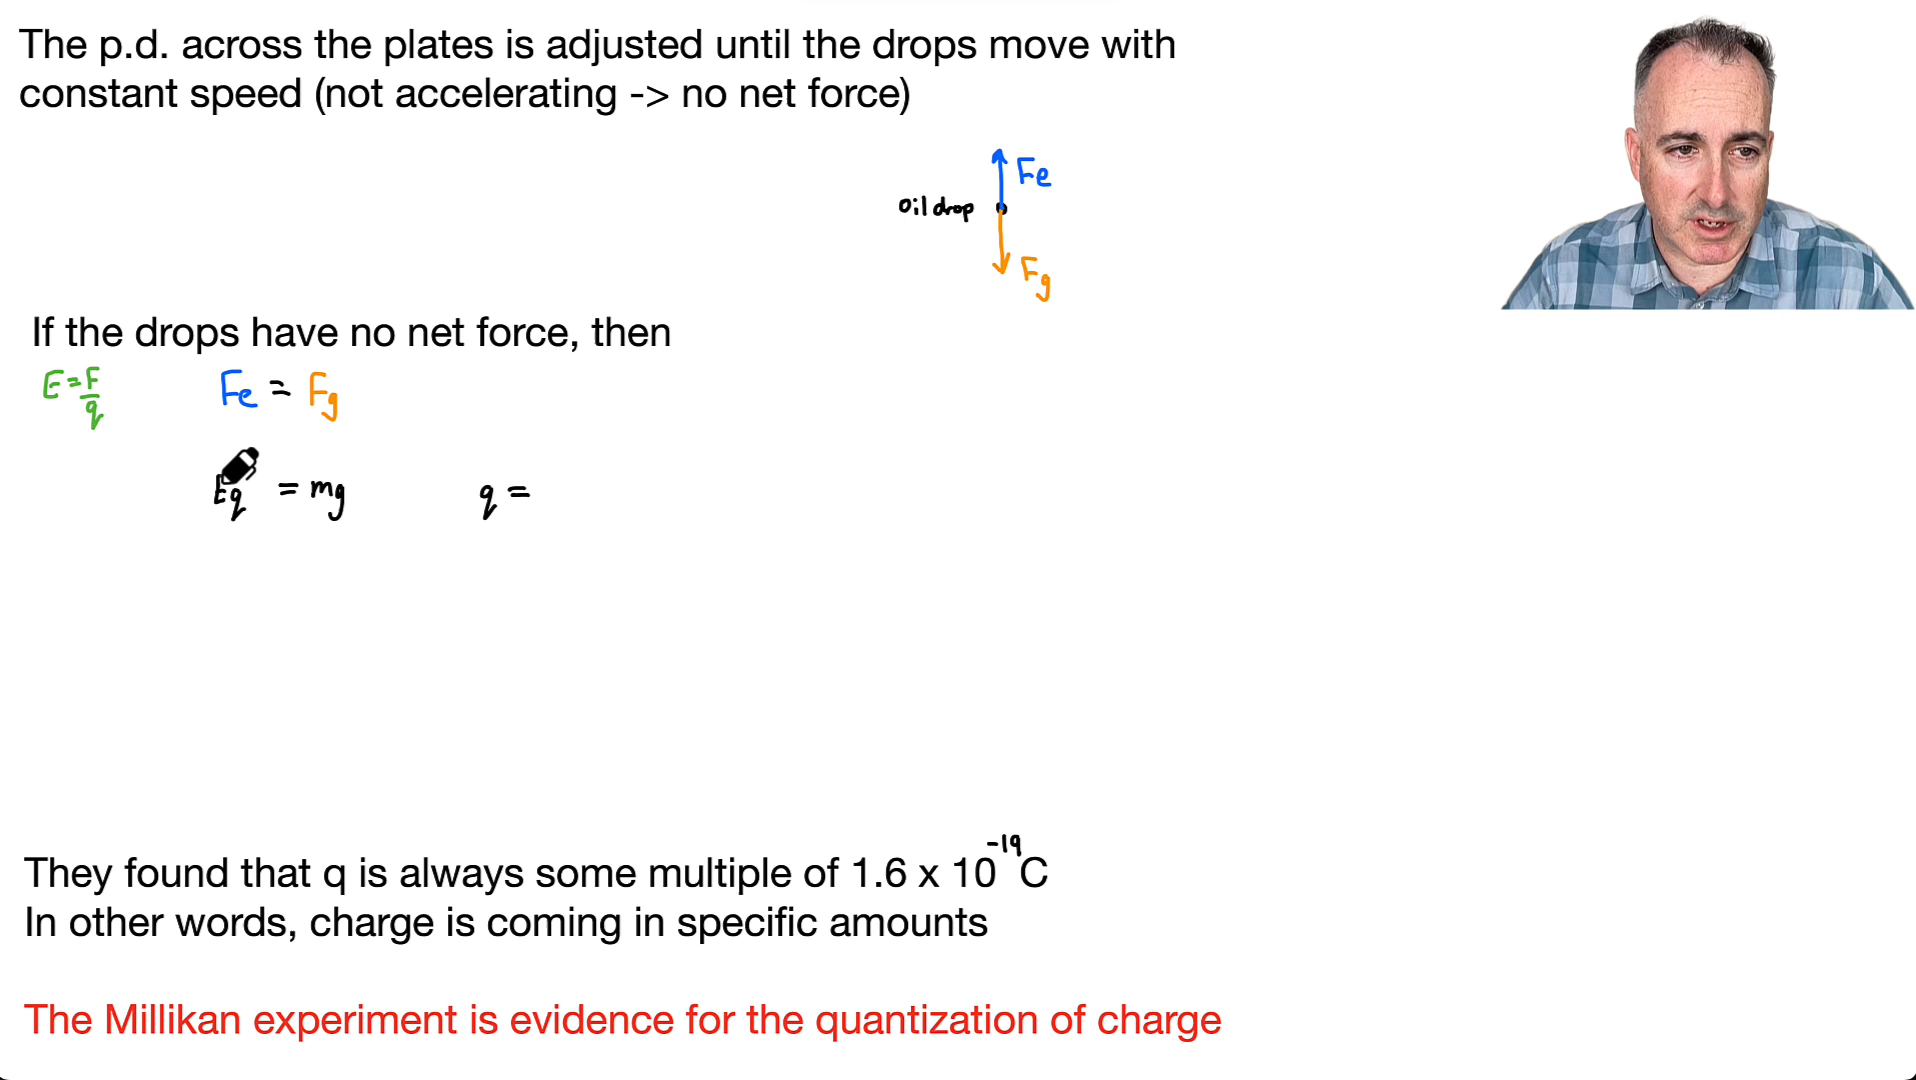 The p.d. across the plates is adjusted until the drops move with
constant speed (not accelerating -> no net force)
Fe
oil drop
Fg
If the drops have no net force, then
E = F/q
Fe = Fg
Eq = mg
q =
They found that q is always some multiple of 1.6 x 10⁻¹⁹ C
In other words, charge is coming in specific amounts
The Millikan experiment is evidence for the quantization of charge